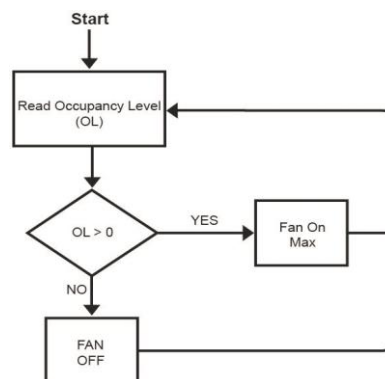 Start
Read Occupancy Level
(OL)
OL > 0
YES
Fan On
Max
NO
FAN
OFF